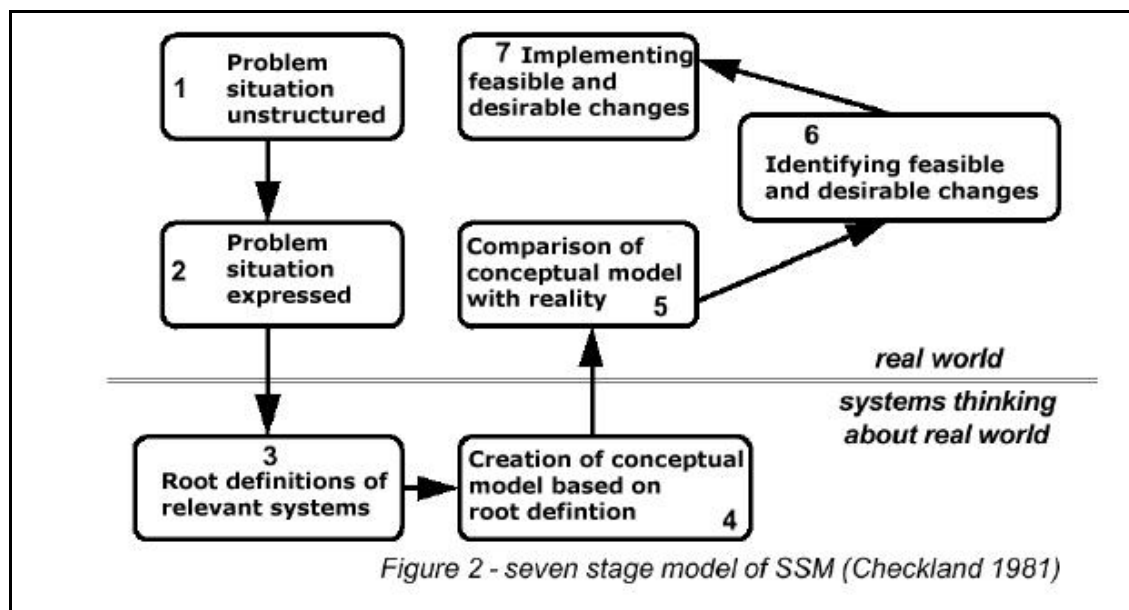 1
Problem
situation
unstructured
2
Problem
situation
expressed
3
Root definitions of
relevant systems
Creation of conceptual
model based on
root defintion
4
Comparison of
conceptual model
with reality
5
6
Identifying feasible
and desirable changes
7 Implementing
feasible and
desirable changes
real world
systems thinking
about real world
Figure 2 - seven stage model of SSM (Checkland 1981)